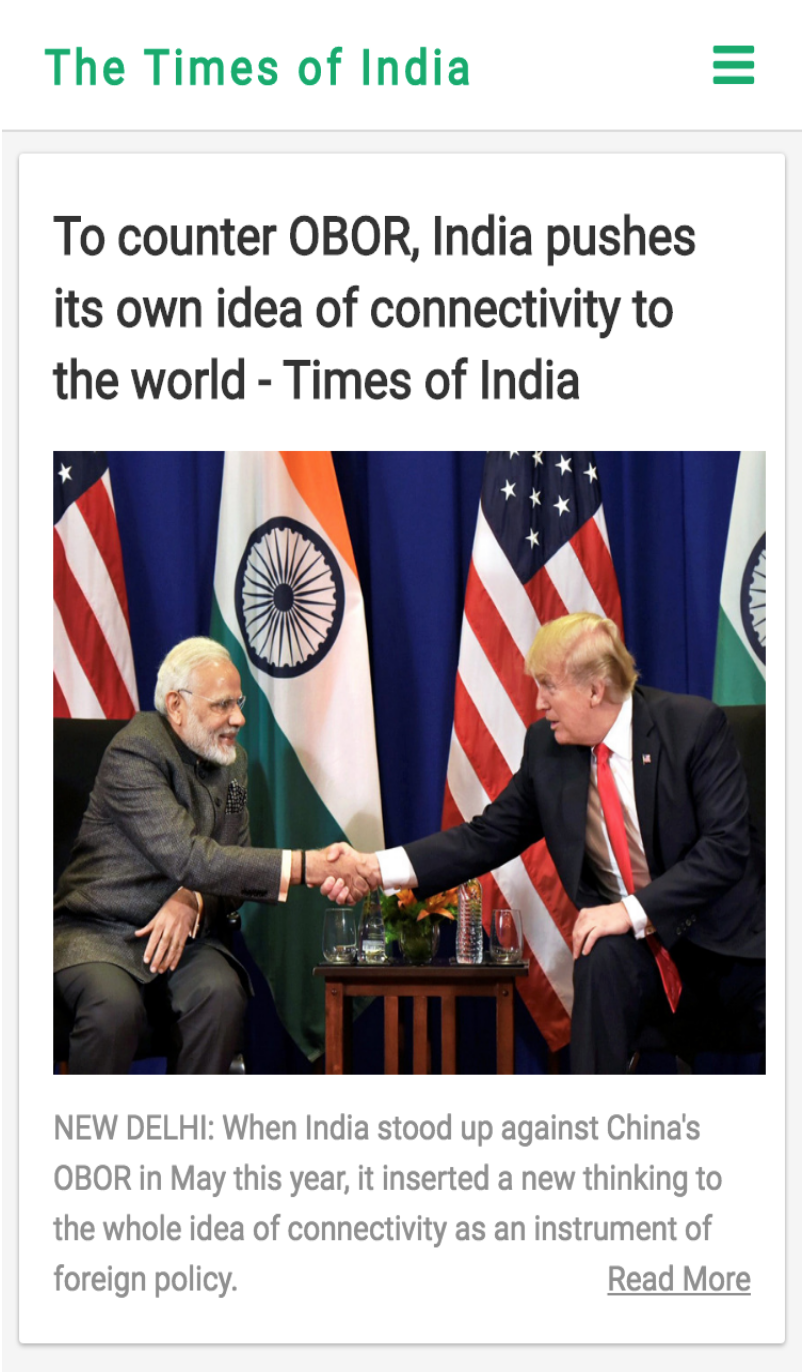 The Times of India
To counter OBOR, India pushes
its own idea of connectivity to
the world - Times of India
NEW DELHI: When India stood up against China's
OBOR in May this year, it inserted a new thinking to
the whole idea of connectivity as an instrument of
foreign policy. Read More